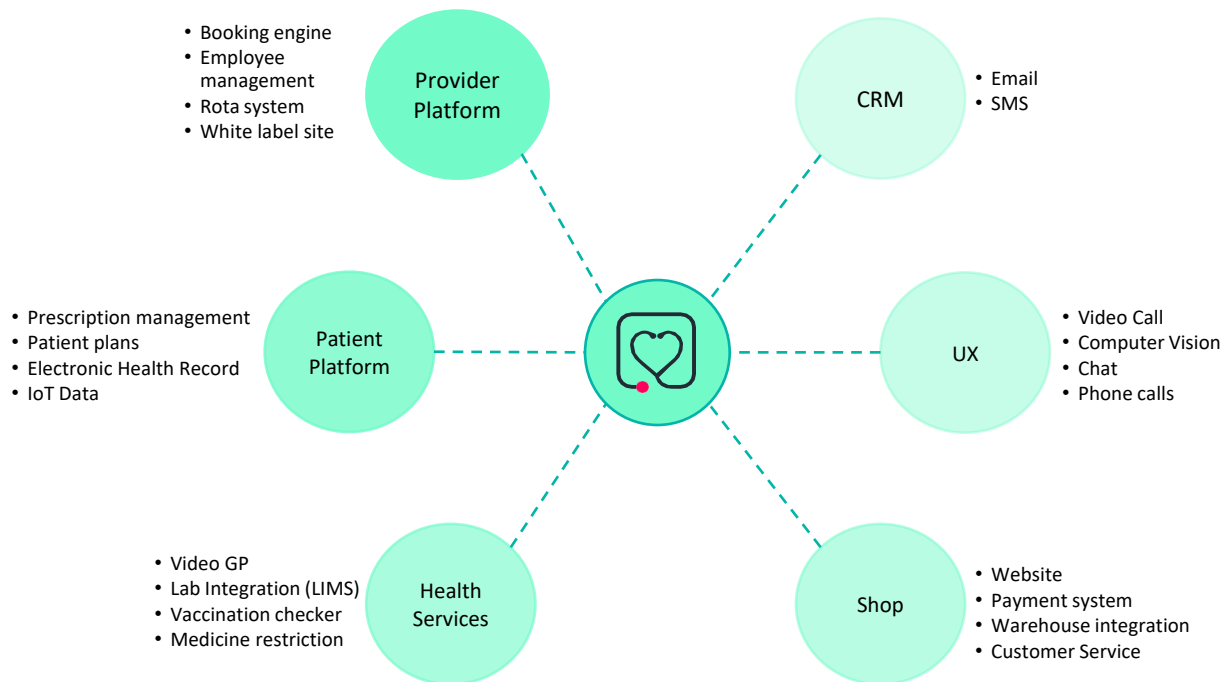 • Booking engine
• Employee
management
• Rota system
• White label site
Provider
Platform
CRM
• Email
• SMS
• Prescription management
• Patient plans
• Electronic Health Record
• IoT Data
Patient
Platform
UX
• Video Call
• Computer Vision
• Chat
• Phone calls
• Video GP
• Lab Integration (LIMS)
• Vaccination checker
• Medicine restriction
Health
Services
Shop
• Website
• Payment system
• Warehouse integration
• Customer Service